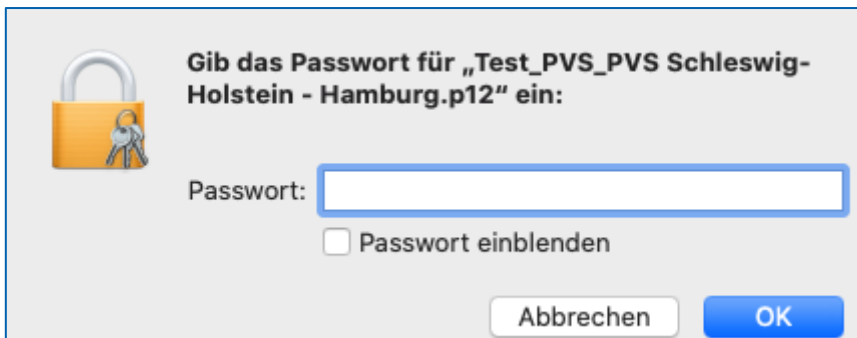 Gib das Passwort für „Test_PVS_PVS Schleswig-
Holstein - Hamburg.p12“ ein:
Passwort:
Passwort einblenden
Abbrechen OK